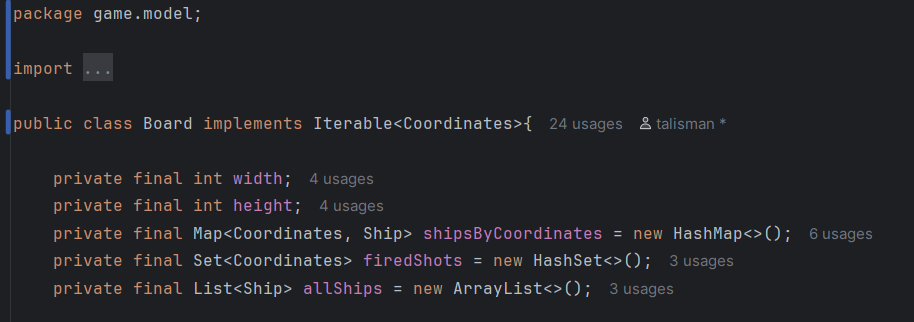 package game.model;
import ...
public class Board implements Iterable<Coordinates>{ 24 usages talisman *
private final int width; 4 usages
private final int height; 4 usages
private final Map<Coordinates, Ship> shipsByCoordinates = new HashMap<>(); 6 usages
private final Set<Coordinates> firedShots = new HashSet<>(); 3 usages
private final List<Ship> allShips = new ArrayList<>(); 3 usages